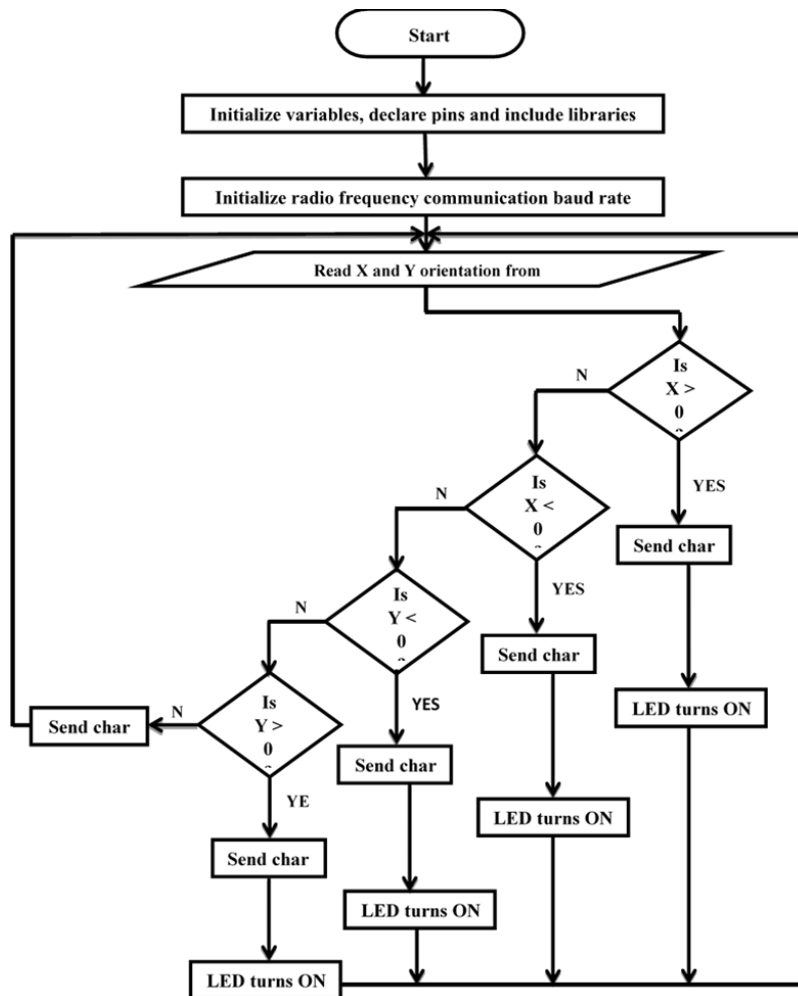 Start
Initialize variables, declare pins and include libraries
Initialize radio frequency communication baud rate
Read X and Y orientation from
Is
X >
0
N
YES
Send char
LED turns ON
Is
X <
0
N
YES
Send char
LED turns ON
Is
Y <
0
N
YES
Send char
LED turns ON
Is
Y >
0
N
Send char
YE
Send char
LED turns ON